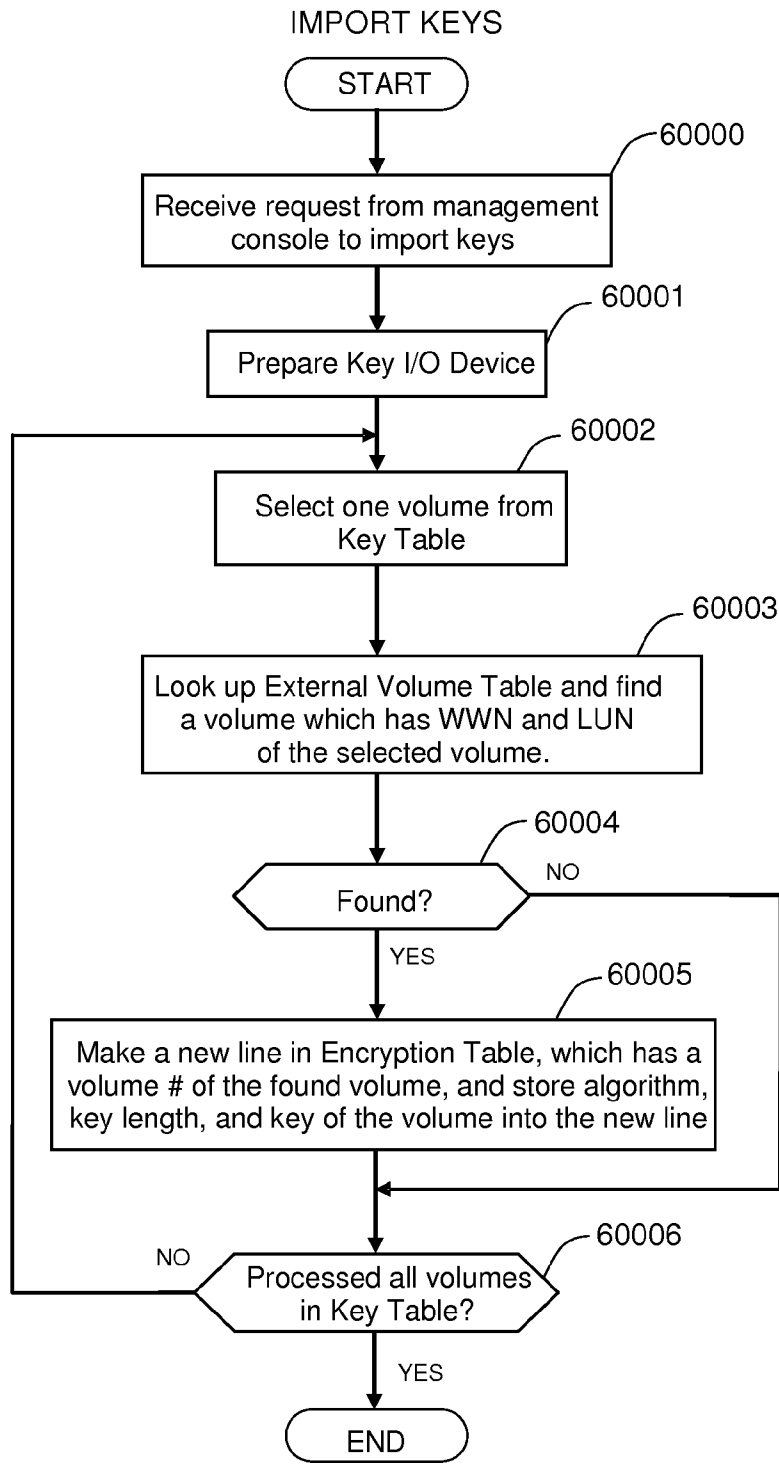 IMPORT KEYS
START
60000
Receive request from management
console to import keys
60001
Prepare Key I/O Device
60002
Select one volume from
Key Table
60003
Look up External Volume Table and find
a volume which has WWN and LUN
of the selected volume.
60004
NO
Found?
YES
60005
Make a new line in Encryption Table, which has a
volume # of the found volume, and store algorithm,
key length, and key of the volume into the new line
60006
NO
Processed all volumes
in Key Table?
YES
END